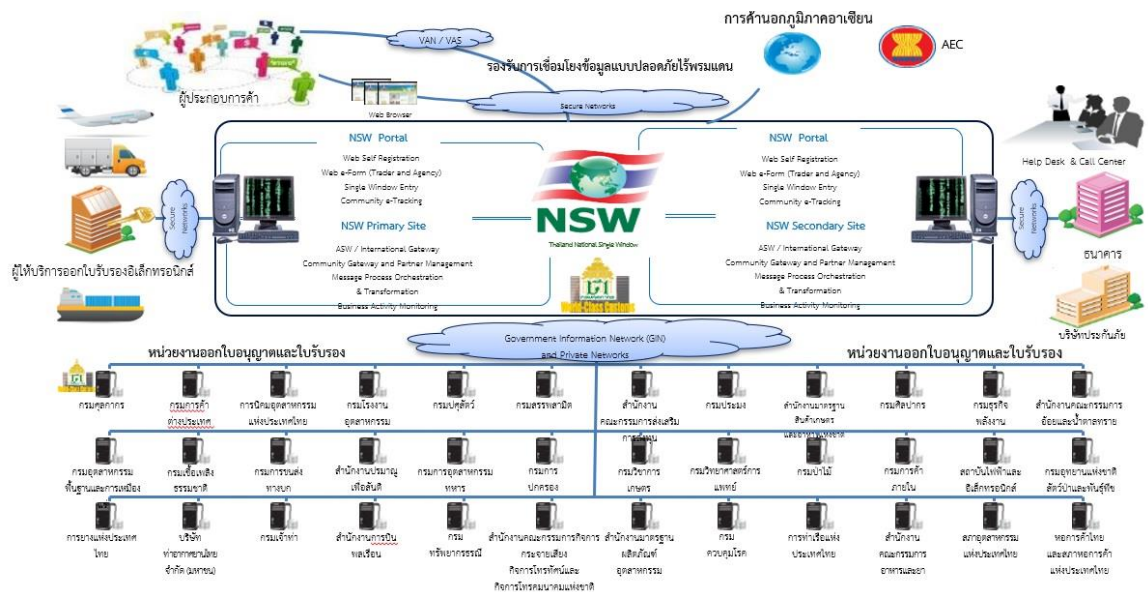 การค้านอกภูมิภาคอาเซียน
AEC
VAN / VAS
รองรับการเชื่อมโยงข้อมูลแบบปลอดภัยไร้พรมแดน
ผู้ประกอบการค้า
Web Browser
Secure Networks
NSW Portal
Web Self Registration
Web e-Form (Trader and Agency)
Single Window Entry
Community e-Tracking
NSW Primary Site
ASW / International Gateway
Community Gateway and Partner Management
Message Process Orchestration
& Transformation
Business Activity Monitoring
NSW
Thailand National Single Window
World-Class Customs
NSW Portal
Web Self Registration
Web e-Form (Trader and Agency)
Single Window Entry
Community e-Tracking
NSW Secondary Site
ASW / International Gateway
Community Gateway and Partner Management
Message Process Orchestration
& Transformation
Business Activity Monitoring
Secure
Networks
ผู้ให้บริการออกใบรับรองอิเล็กทรอนิกส์
Help Desk & Call Center
Secure
Networks
ธนาคาร
บริษัทประกันภัย
Government Information Network (GIN)
and Private Networks
หน่วยงานออกใบอนุญาตและใบรับรอง
หน่วยงานออกใบอนุญาตและใบรับรอง
กรมศุลกากร
กรมการค้า
ต่างประเทศ
การนิคมอุตสาหกรรม
แห่งประเทศไทย
กรมโรงงาน
อุตสาหกรรม
กรมปศุสัตว์
กรมสรรพสามิต
สำนักงาน
คณะกรรมการส่งเสริม
การลงทุน
กรมประมง
สำนักงานมาตรฐาน
สินค้าเกษตร
และอาหารแห่งชาติ
กรมศิลปากร
กรมธุรกิจ
พลังงาน
สำนักงานคณะกรรมการ
อ้อยและน้ำตาลทราย
กรมอุตสาหกรรม
พื้นฐานและการเหมือง
กรมเชื้อเพลิง
ธรรมชาติ
กรมการขนส่ง
ทางบก
สำนักงานปรมาณู
เพื่อสันติ
กรมการอุตสาหกรรม
ทหาร
กรมการ
ปกครอง
กรมวิชาการ
เกษตร
กรมวิทยาศาสตร์การ
แพทย์
กรมป่าไม้
กรมการค้า
ภายใน
สถาบันไฟฟ้าและ
อิเล็กทรอนิกส์
กรมอุทยานแห่งชาติ
สัตว์ป่าและพันธุ์พืช
การยางแห่งประเทศ
ไทย
บริษัท
ท่าอากาศยานไทย
จำกัด (มหาชน)
กรมเจ้าท่า
สำนักงานการบิน
พลเรือน
กรม
ทรัพยากรธรณี
สำนักงานคณะกรรมการกิจการ
กระจายเสียง
กิจการโทรทัศน์และ
กิจการโทรคมนาคมแห่งชาติ
สำนักงานมาตรฐาน
ผลิตภัณฑ์
อุตสาหกรรม
กรม
ควบคุมโรค
การท่าเรือแห่ง
ประเทศไทย
สำนักงาน
คณะกรรมการ
อาหารและยา
สภาอุตสาหกรรม
แห่งประเทศไทย
หอการค้าไทย
และสภาหอการค้า
แห่งประเทศไทย